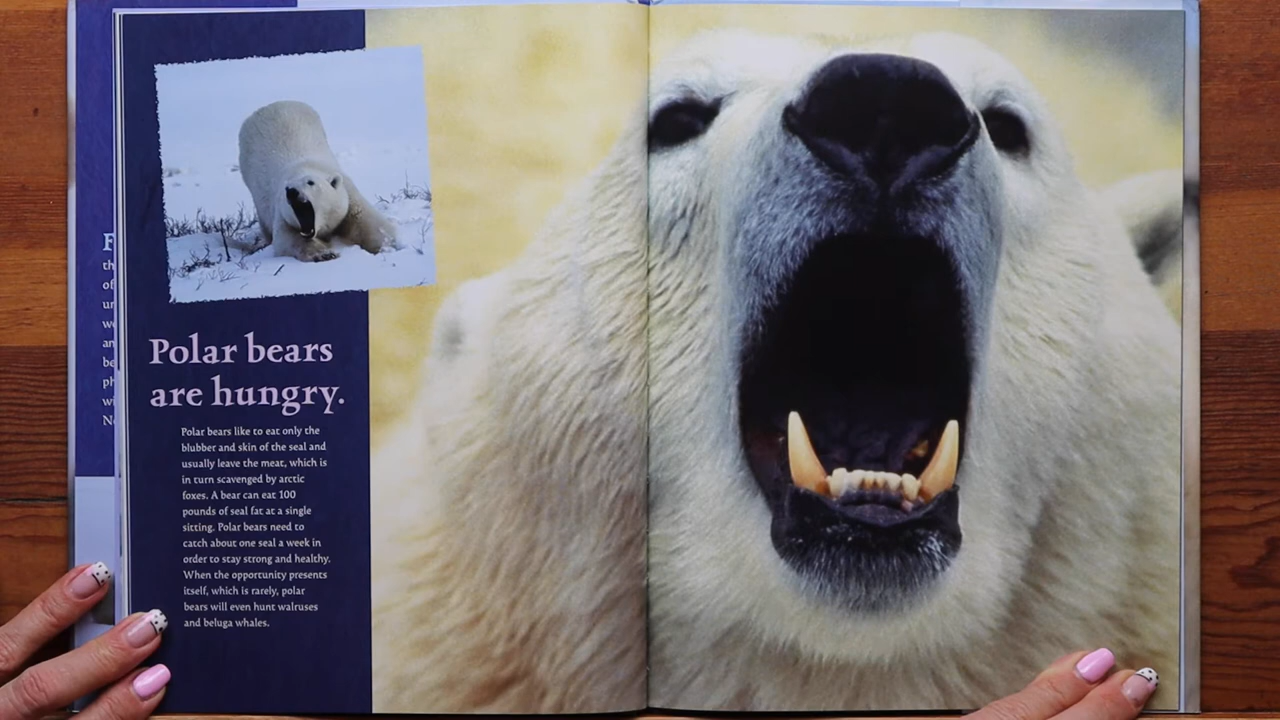 Polar bears
are hungry.
Polar bears like to eat only the
blubber and skin of the seal and
usually leave the meat, which is
in turn scavenged by arctic
foxes. A bear can eat 100
pounds of seal fat at a single
sitting. Polar bears need to
catch about one seal a week in
order to stay strong and healthy.
When the opportunity presents
itself, which is rarely, polar
bears will even hunt walruses
and beluga whales.